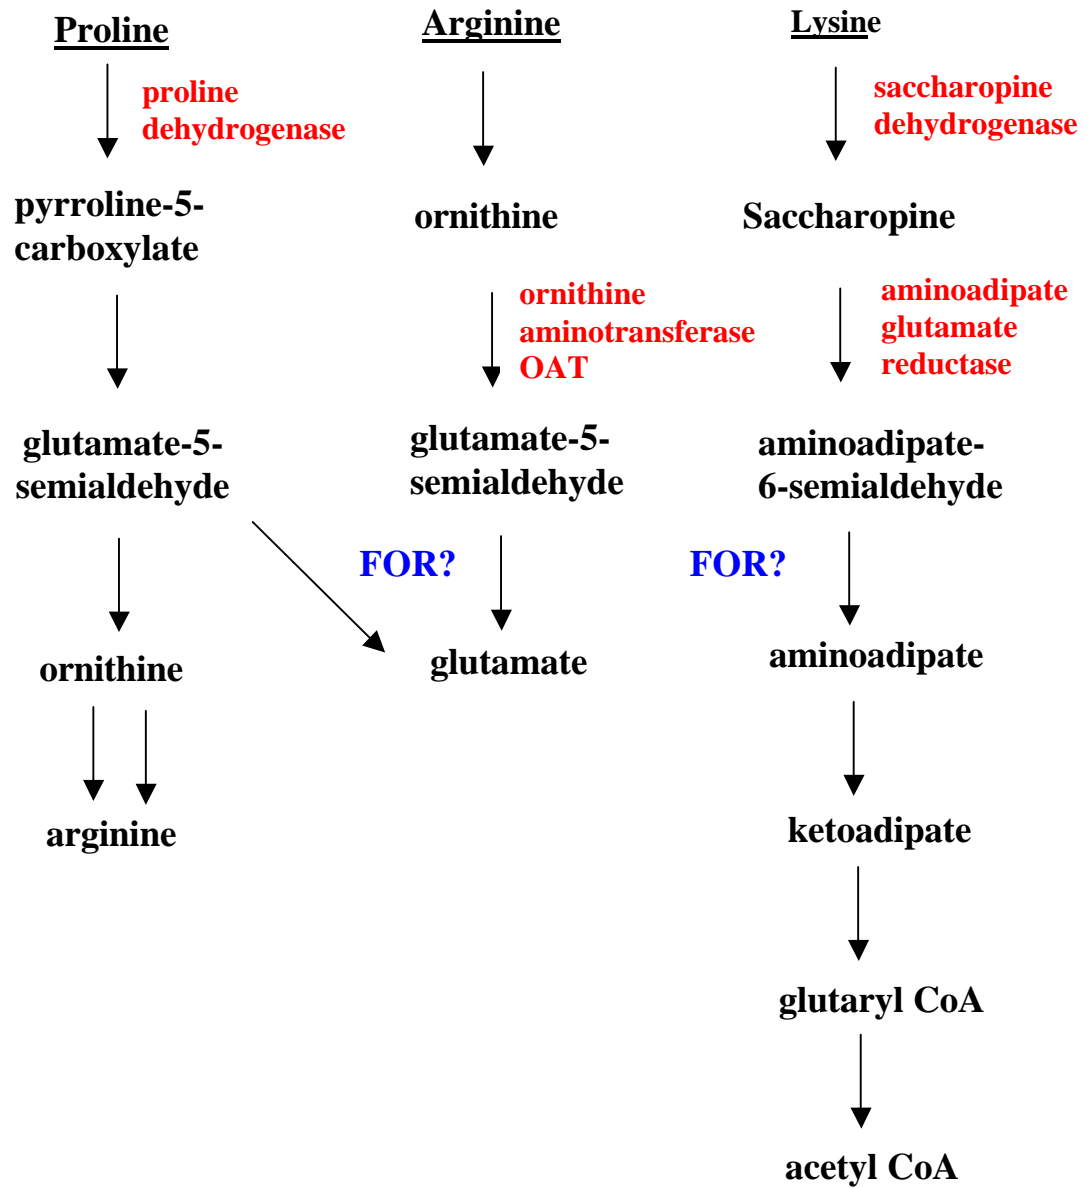 Proline
proline
dehydrogenase
pyrroline-5-
carboxylate
glutamate-5-
semialdehyde
ornithine
arginine
Arginine
ornithine
ornithine
aminotransferase
OAT
glutamate-5-
semialdehyde
FOR?
glutamate
Lysine
saccharopine
dehydrogenase
Saccharopine
aminoadipate
glutamate
reductase
aminoadipate-
6-semialdehyde
FOR?
aminoadipate
ketoadipate
glutaryl CoA
acetyl CoA